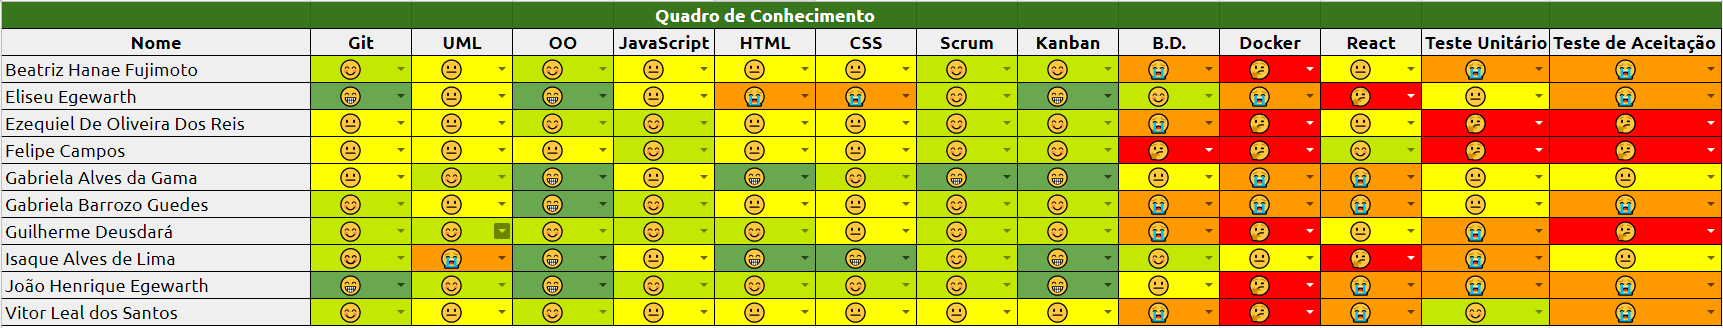 Quadro de Conhecimento
Nome Git UML OO JavaScript HTML CSS Scrum Kanban B.D. Docker React Teste Unitário Teste de Aceitação
Beatriz Hanae Fujimoto
Eliseu Egewarth
Ezequiel De Oliveira Dos Reis
Felipe Campos
Gabriela Alves da Gama
Gabriela Barrozo Guedes
Guilherme Deusdará
Isaque Alves de Lima
João Henrique Egewarth
Vitor Leal dos Santos